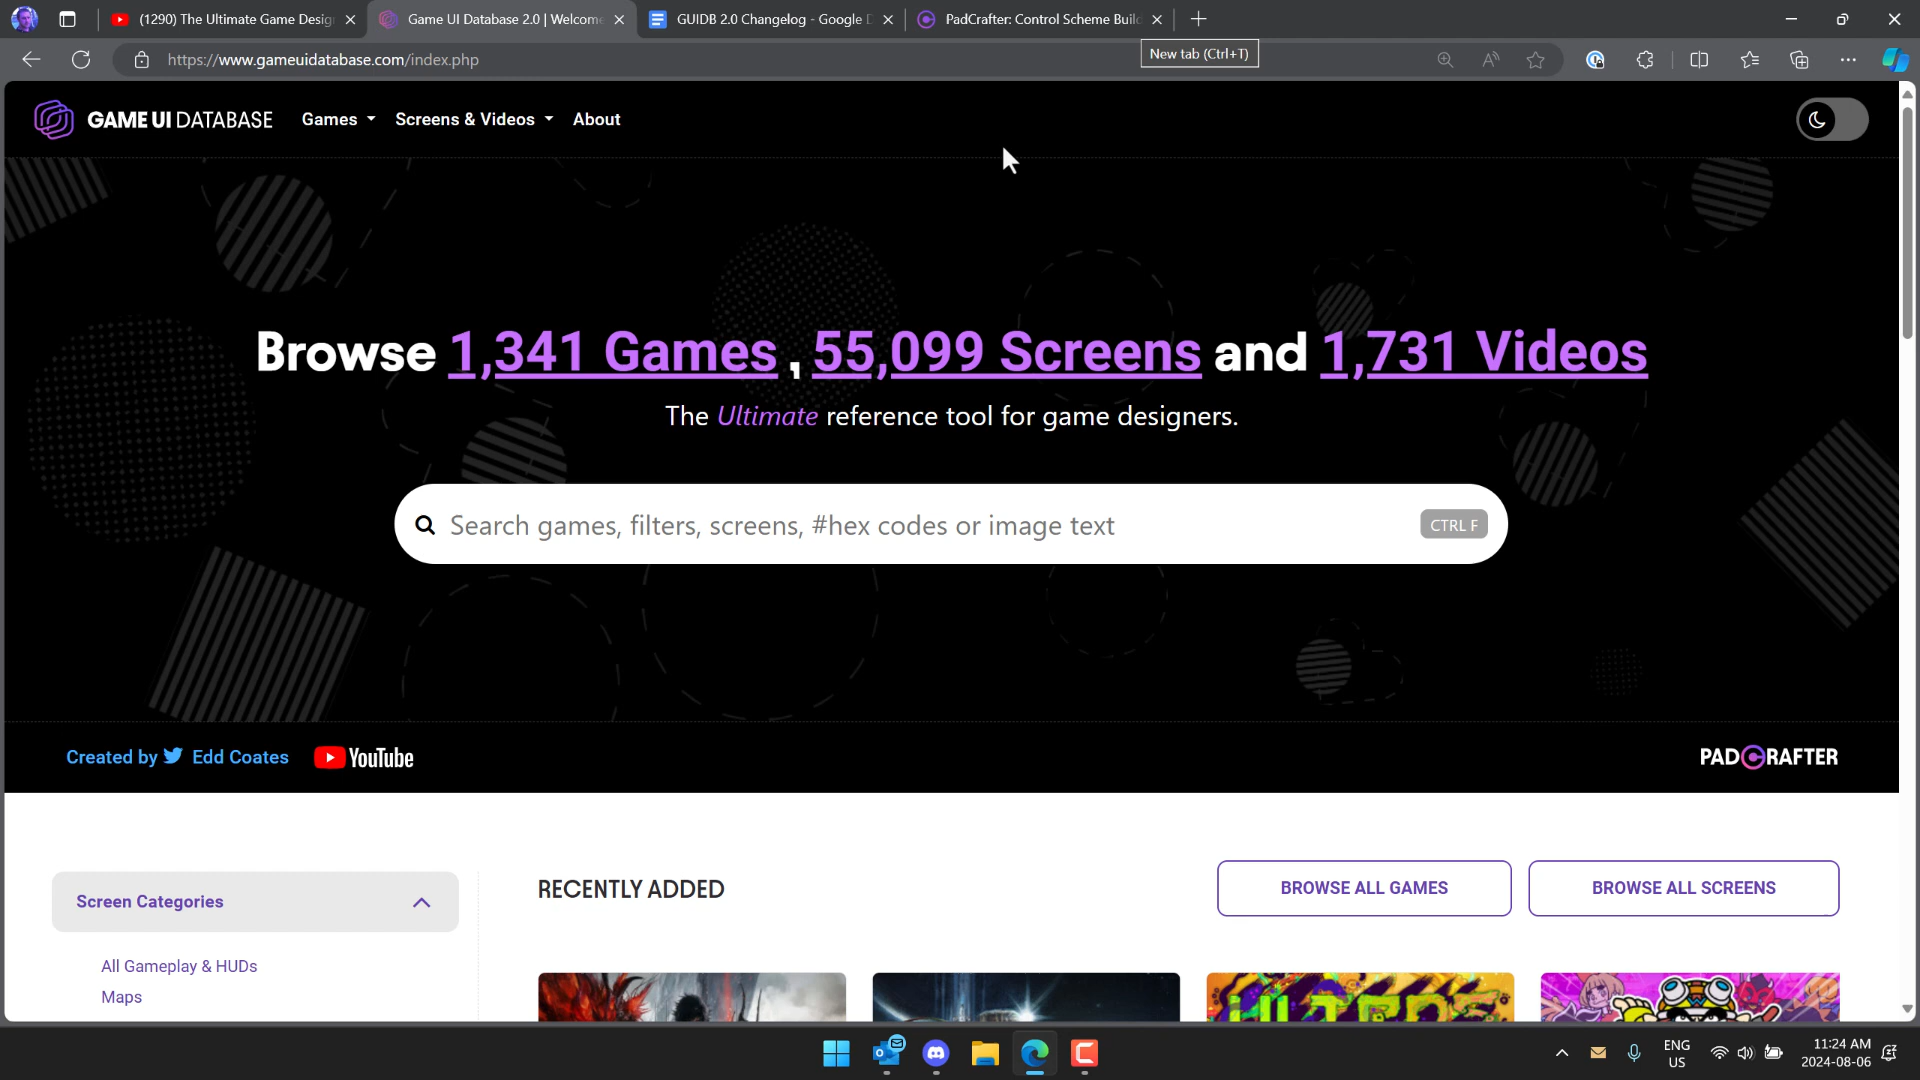 (1290) The Ultimate Game Desig
Game UI Database 2.0 | Welcome
GUIDB 2.0 Changelog - Google D
PadCrafter: Control Scheme Buil
New tab (Ctrl+T)
https://www.gameuidatabase.com/index.php
GAME UI DATABASE
Games
Screens & Videos
About
Browse 1,341 Games , 55,099 Screens and 1,731 Videos
The Ultimate reference tool for game designers.
Search games, filters, screens, #hex codes or image text
CTRL F
Created by Edd Coates
YouTube
PADCRAFTER
Screen Categories
All Gameplay & HUDs
Maps
RECENTLY ADDED
BROWSE ALL GAMES
BROWSE ALL SCREENS
ENG
US
11:24 AM
2024-08-06